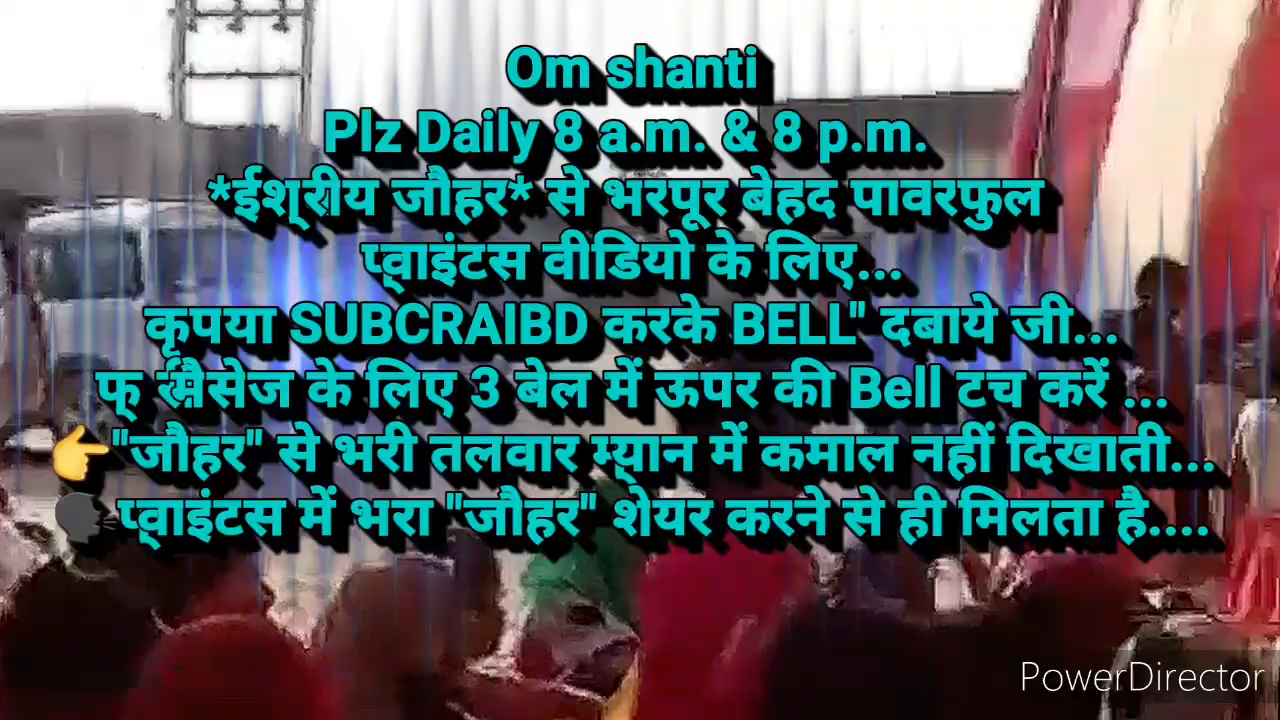 Om shanti
Plz Daily 8 a.m. & 8 p.m.
*ईश्रीय जौहर* से भरपूर बेहद पावरफुल
प्वाइंटस वीडियो के लिए...
कृपया SUBCRAIBD करके BELL" दबाये जी...
मैसेज के लिए 3 बेल में ऊपर की Bell टच करें ...
👉"जौहर" से भरी तलवार म्यान में कमाल नहीं दिखाती...
🗣प्वाइंटस में भरा "जौहर" शेयर करने से ही मिलता है....
PowerDirector